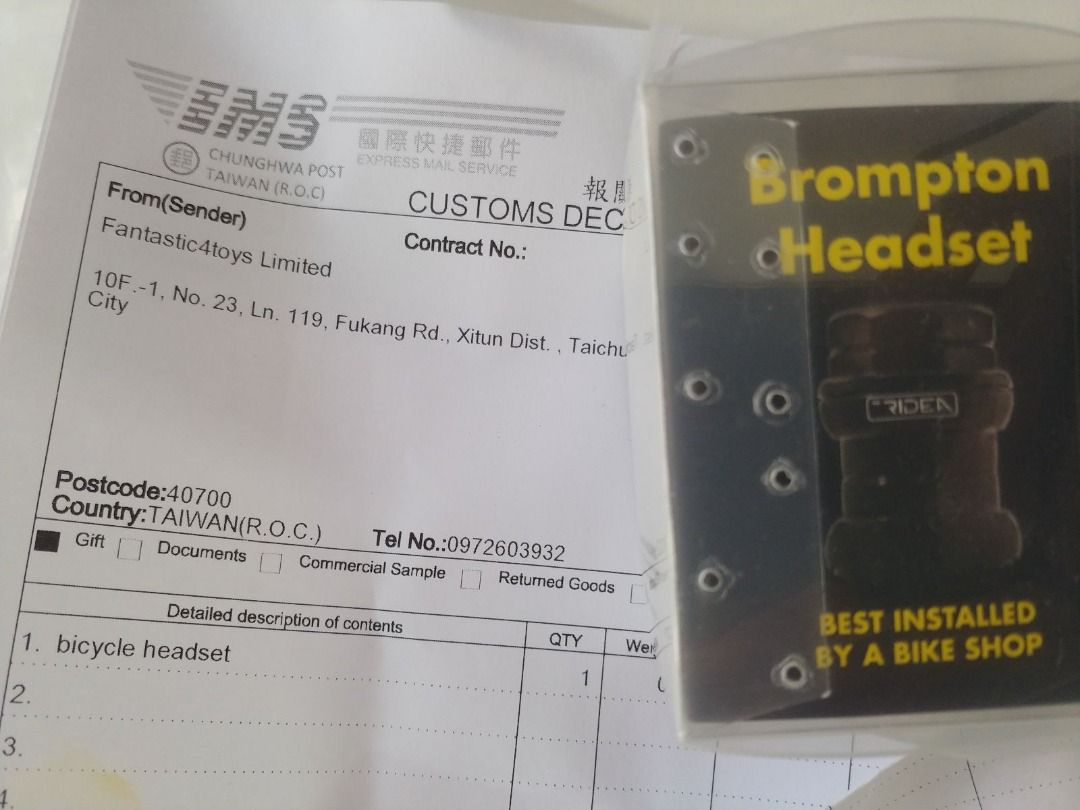 EMS
國際快捷郵件
EXPRESS MAIL SERVICE
郵
CHUNGHWA POST
TAIWAN (R.O.C)
報關
CUSTOMS DEC
From(Sender)
Contract No.:
Fantastic4toys Limited
10F.-1, No. 23, Ln. 119, Fukang Rd., Xitun Dist. , Taichu
City
Postcode:40700
Country:TAIWAN(R.O.C.)
Tel No.:0972603932
Gift
Documents
Commercial Sample
Returned Goods
Detailed description of contents
QTY
Wei
1. bicycle headset
1
2.
3.
4.
Brompton
Headset
RIDEA
BEST INSTALLED
BY A BIKE SHOP